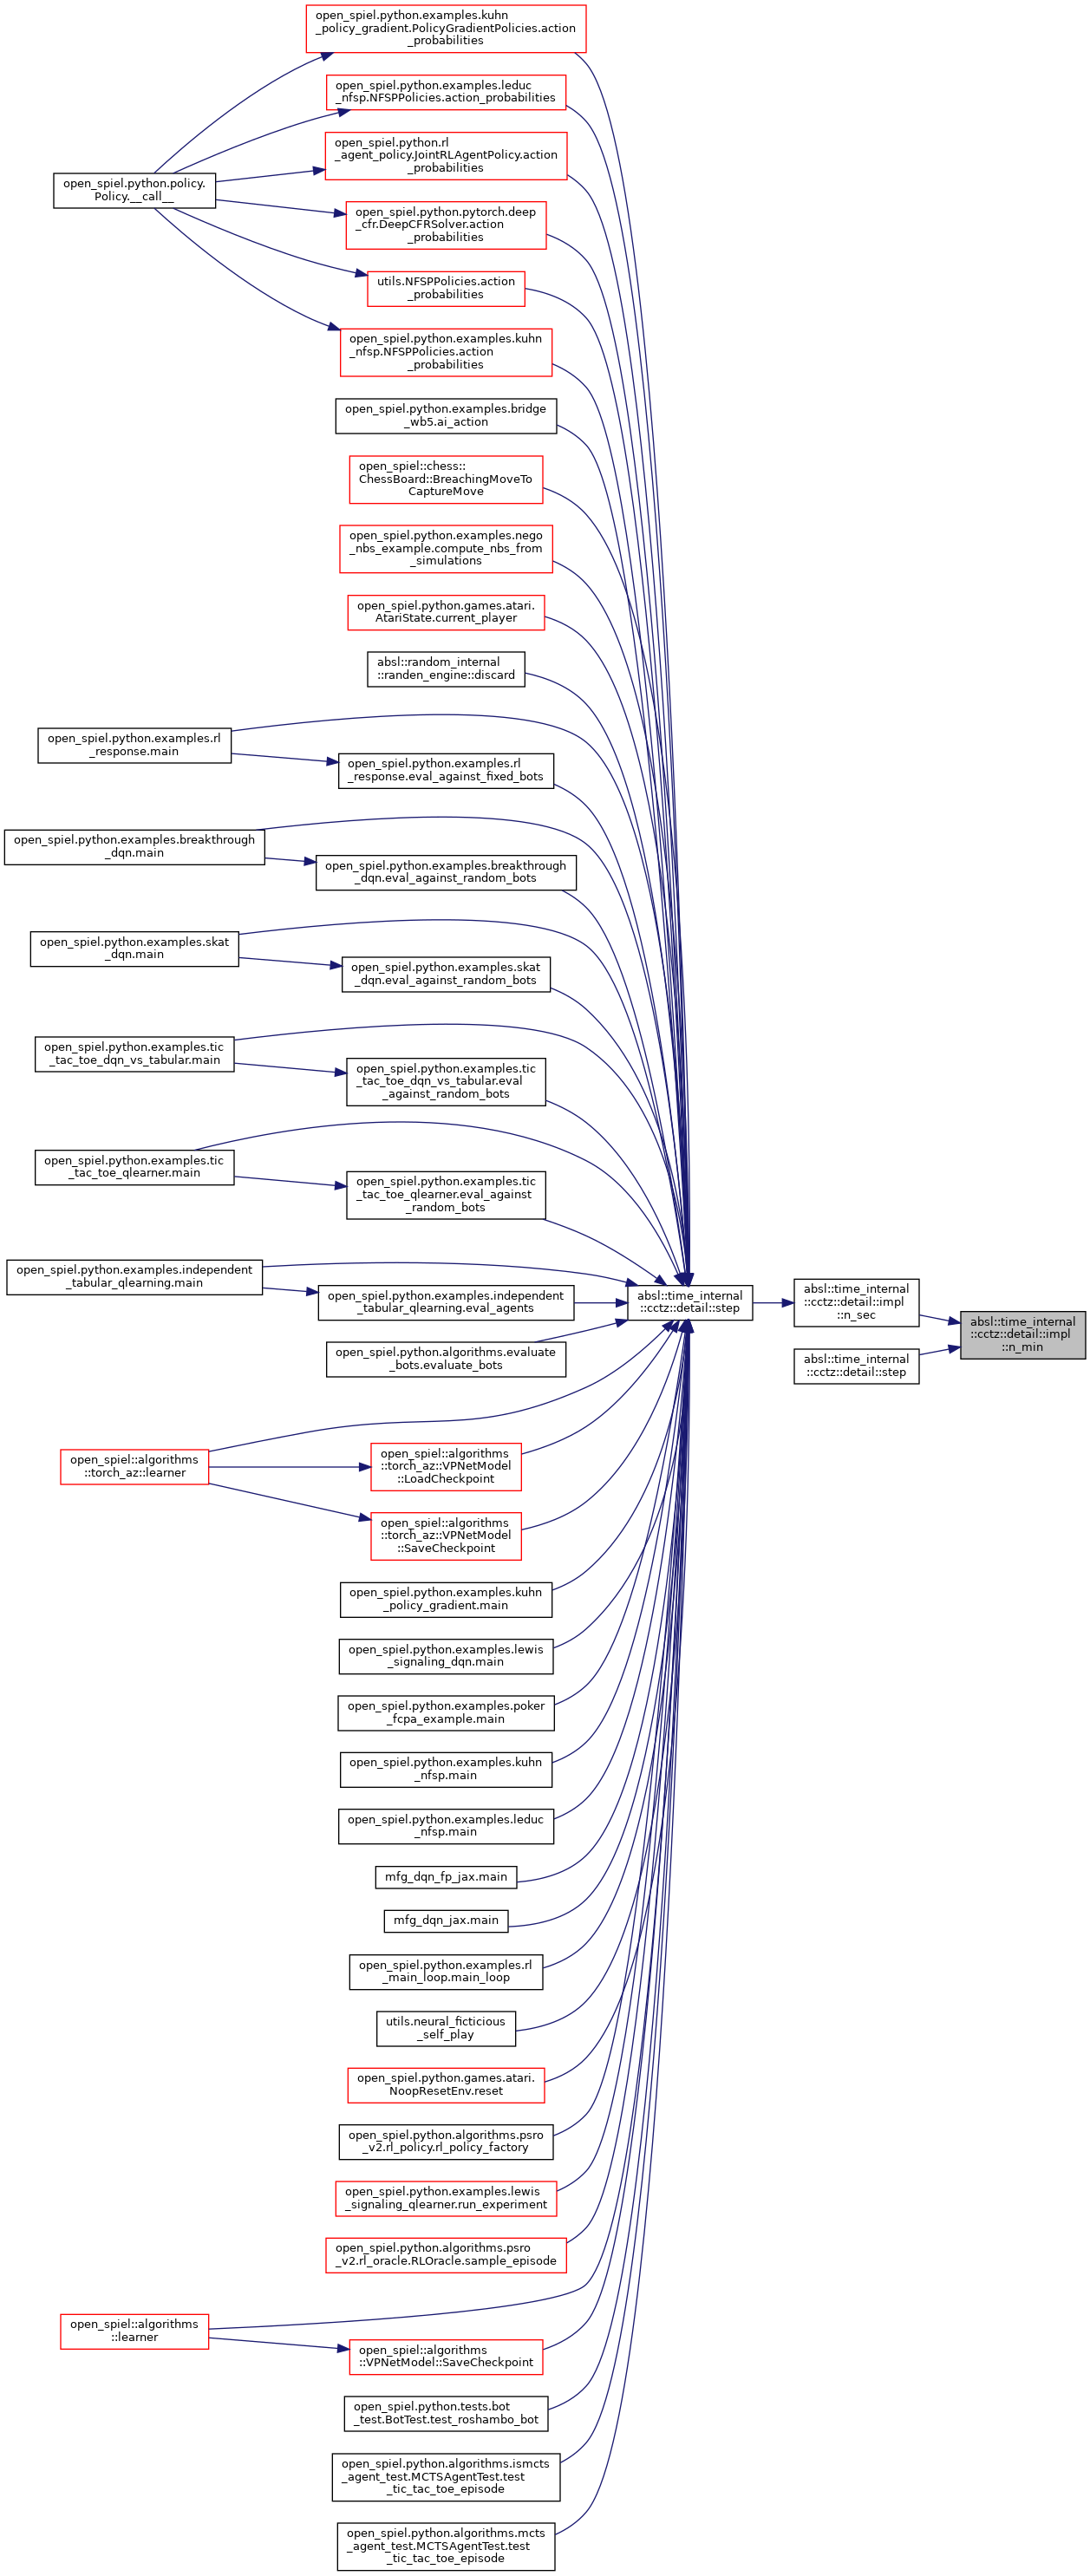 open_spiel.python.examples.kuhn
_policy_gradient.PolicyGradientPolicies.action
_probabilities
open_spiel.python.examples.leduc
_nfsp.NFSPPolicies.action_probabilities
open_spiel.python.rl
_agent_policy.JointRLAgentPolicy.action
_probabilities
open_spiel.python.policy.
Policy.__call__
open_spiel.python.pytorch.deep
_cfr.DeepCFRSolver.action
_probabilities
utils.NFSPPolicies.action
_probabilities
open_spiel.python.examples.kuhn
_nfsp.NFSPPolicies.action
_probabilities
open_spiel.python.examples.bridge
_wb5.ai_action
open_spiel::chess::
ChessBoard::BreachingMoveTo
CaptureMove
open_spiel.python.examples.nego
_nbs_example.compute_nbs_from
_simulations
open_spiel.python.games.atari.
AtariState.current_player
absl::random_internal
::randen_engine::discard
open_spiel.python.examples.rl
_response.main
open_spiel.python.examples.rl
_response.eval_against_fixed_bots
open_spiel.python.examples.breakthrough
_dqn.main
open_spiel.python.examples.breakthrough
_dqn.eval_against_random_bots
open_spiel.python.examples.skat
_dqn.main
open_spiel.python.examples.skat
_dqn.eval_against_random_bots
open_spiel.python.examples.tic
_tac_toe_dqn_vs_tabular.main
open_spiel.python.examples.tic
_tac_toe_dqn_vs_tabular.eval
_against_random_bots
open_spiel.python.examples.tic
_tac_toe_qlearner.main
open_spiel.python.examples.tic
_tac_toe_qlearner.eval_against
_random_bots
open_spiel.python.examples.independent
_tabular_qlearning.main
open_spiel.python.examples.independent
_tabular_qlearning.eval_agents
absl::time_internal
::cctz::detail::step
absl::time_internal
::cctz::detail::impl
::n_sec
absl::time_internal
::cctz::detail::impl
::n_min
absl::time_internal
::cctz::detail::step
open_spiel.python.algorithms.evaluate
_bots.evaluate_bots
open_spiel::algorithms
::torch_az::learner
open_spiel::algorithms
::torch_az::VPNetModel
::LoadCheckpoint
open_spiel::algorithms
::torch_az::VPNetModel
::SaveCheckpoint
open_spiel.python.examples.kuhn
_policy_gradient.main
open_spiel.python.examples.lewis
_signaling_dqn.main
open_spiel.python.examples.poker
_fcpa_example.main
open_spiel.python.examples.kuhn
_nfsp.main
open_spiel.python.examples.leduc
_nfsp.main
mfg_dqn_fp_jax.main
mfg_dqn_jax.main
open_spiel.python.examples.rl
_main_loop.main_loop
utils.neural_ficticious
_self_play
open_spiel.python.games.atari.
NoopResetEnv.reset
open_spiel.python.algorithms.psro
_v2.rl_policy.rl_policy_factory
open_spiel.python.examples.lewis
_signaling_qlearner.run_experiment
open_spiel.python.algorithms.psro
_v2.rl_oracle.RLOracle.sample_episode
open_spiel::algorithms
::learner
open_spiel::algorithms
::VPNetModel::SaveCheckpoint
open_spiel.python.tests.bot
_test.BotTest.test_roshambo_bot
open_spiel.python.algorithms.ismcts
_agent_test.MCTSAgentTest.test
_tic_tac_toe_episode
open_spiel.python.algorithms.mcts
_agent_test.MCTSAgentTest.test
_tic_tac_toe_episode